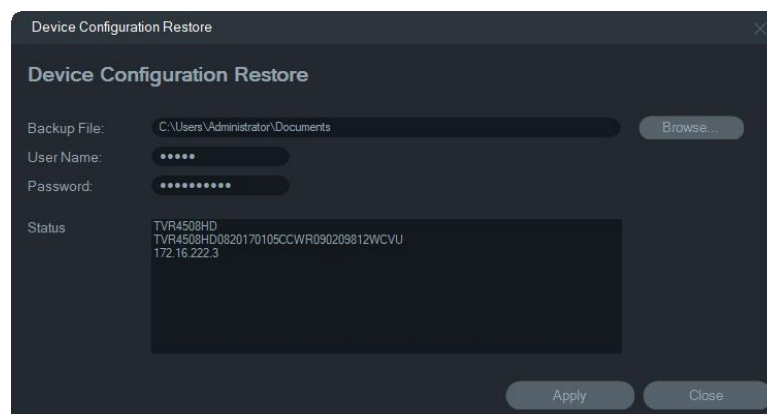 Device Configuration Restore
Device Configuration Restore
Backup File: C:\Users\Administrator\Documents Browse...
User Name: •••••
Password: ••••••••••
Status TVR4508HD
TVR4508HD0820170105CCWR090209812WCVU
172.16.222.3
Apply Close